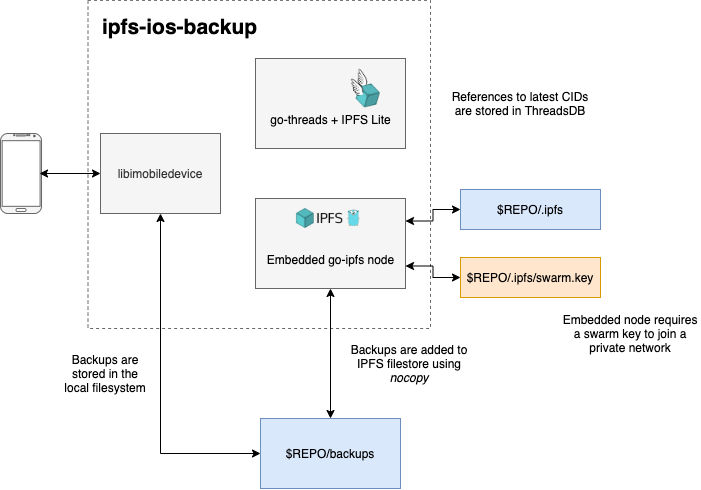 ipfs-ios-backup
go-threads + IPFS Lite
References to latest CIDs
are stored in ThreadsDB
libimobiledevice
IPFS
Embedded go-ipfs node
$REPO/.ipfs
$REPO/.ipfs/swarm.key
Embedded node requires
a swarm key to join a
private network
Backups are
stored in the
local filesystem
Backups are added to
IPFS filestore using
nocopy
$REPO/backups